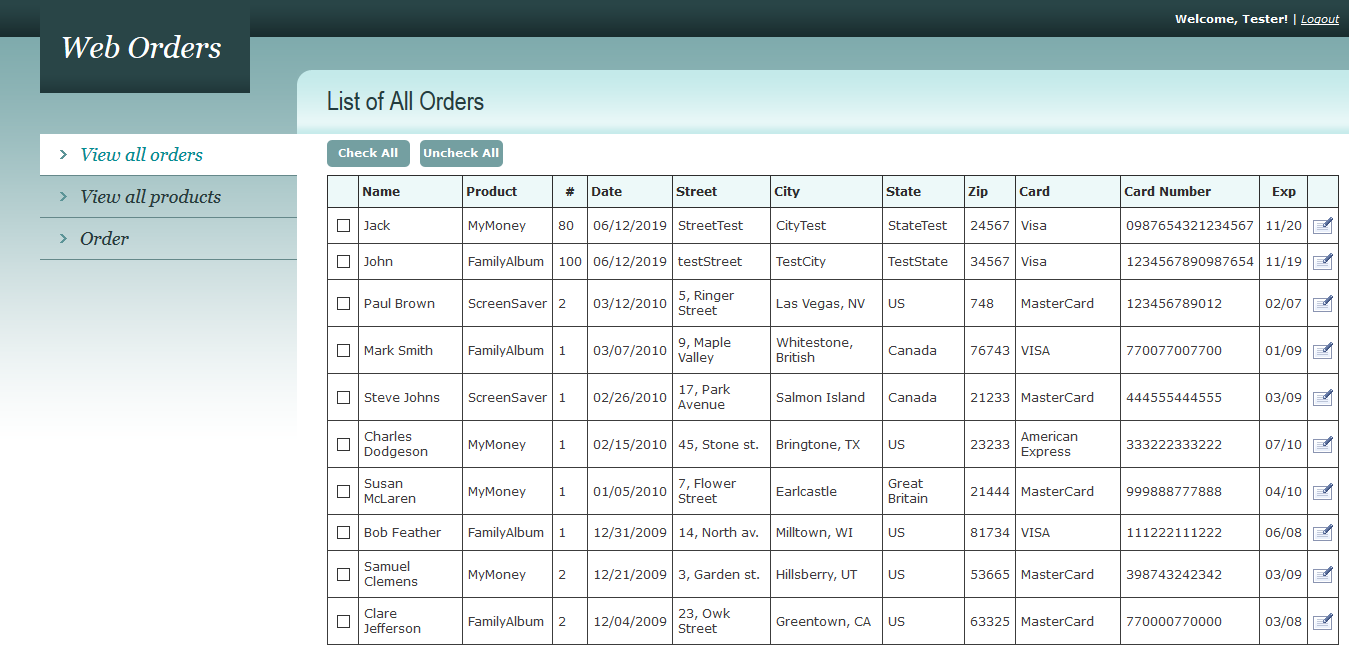 Welcome, Tester! | Logout
Web Orders
List of All Orders
View all orders
View all products
Order
Check All Uncheck All
Name Product # Date Street City State Zip Card Card Number Exp
Jack MyMoney 80 06/12/2019 StreetTest CityTest StateTest 24567 Visa 0987654321234567 11/20
John FamilyAlbum 100 06/12/2019 testStreet TestCity TestState 34567 Visa 1234567890987654 11/19
Paul Brown ScreenSaver 2 03/12/2010 5, Ringer Street Las Vegas, NV US 748 MasterCard 123456789012 02/07
Mark Smith FamilyAlbum 1 03/07/2010 9, Maple Valley Whitestone, British Canada 76743 VISA 770077007700 01/09
Steve Johns ScreenSaver 1 02/26/2010 17, Park Avenue Salmon Island Canada 21233 MasterCard 444555444555 03/09
Charles Dodgeson MyMoney 1 02/15/2010 45, Stone st. Bringtone, TX US 23233 American Express 333222333222 07/10
Susan McLaren MyMoney 1 01/05/2010 7, Flower Street Earlcastle Great Britain 21444 MasterCard 999888777888 04/10
Bob Feather FamilyAlbum 1 12/31/2009 14, North av. Milltown, WI US 81734 VISA 111222111222 06/08
Samuel Clemens MyMoney 2 12/21/2009 3, Garden st. Hillsberry, UT US 53665 MasterCard 398743242342 03/09
Clare Jefferson FamilyAlbum 2 12/04/2009 23, Owk Street Greentown, CA US 63325 MasterCard 770000770000 03/08